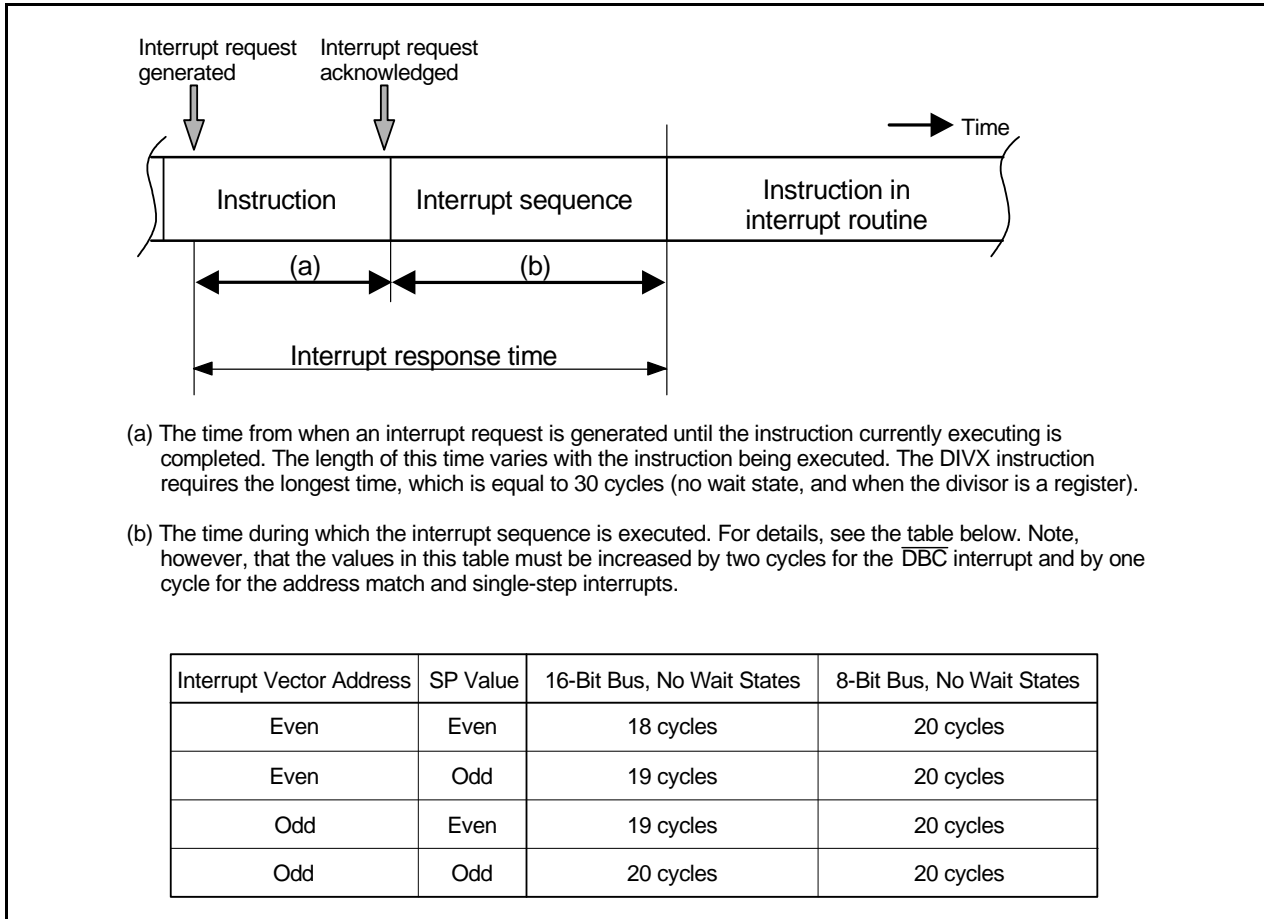 Interrupt request generated
Interrupt request acknowledged
Time
Instruction
Interrupt sequence
Instruction in
interrupt routine
(a)
(b)
Interrupt response time
(a) The time from when an interrupt request is generated until the instruction currently executing is
completed. The length of this time varies with the instruction being executed. The DIVX instruction
requires the longest time, which is equal to 30 cycles (no wait state, and when the divisor is a register).
(b) The time during which the interrupt sequence is executed. For details, see the table below. Note,
however, that the values in this table must be increased by two cycles for the DBC interrupt and by one
cycle for the address match and single-step interrupts.
Interrupt Vector Address SP Value 16-Bit Bus, No Wait States 8-Bit Bus, No Wait States
Even Even 18 cycles 20 cycles
Even Odd 19 cycles 20 cycles
Odd Even 19 cycles 20 cycles
Odd Odd 20 cycles 20 cycles